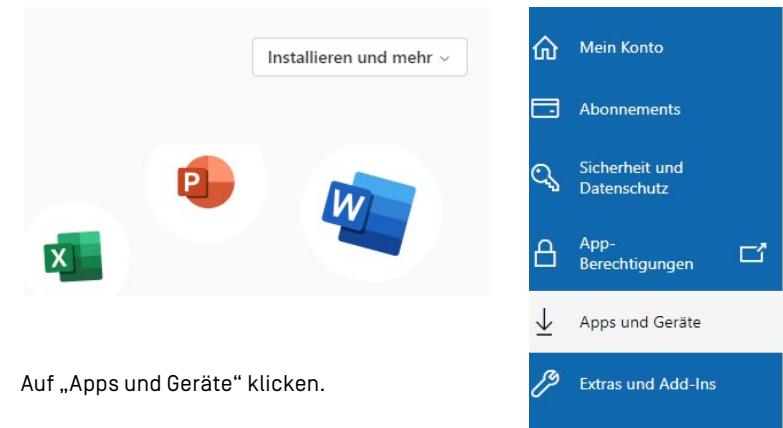 Installieren und mehr
P
W
X
Auf „Apps und Geräte“ klicken.
Mein Konto
Abonnements
Sicherheit und
Datenschutz
App-
Berechtigungen
Apps und Geräte
Extras und Add-Ins